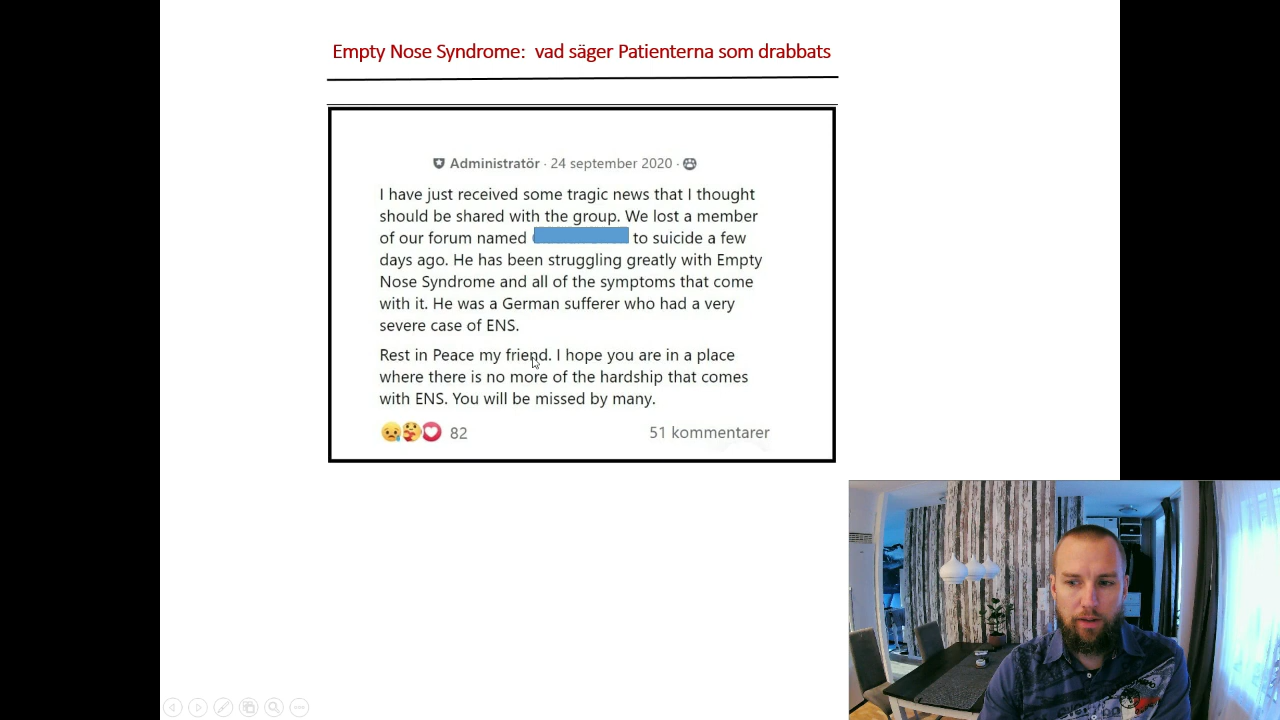 Empty Nose Syndrome: vad säger Patienterna som drabbats
Administratör · 24 september 2020 ·
I have just received some tragic news that I thought
should be shared with the group. We lost a member
of our forum named to suicide a few
days ago. He has been struggling greatly with Empty
Nose Syndrome and all of the symptoms that come
with it. He was a German sufferer who had a very
severe case of ENS.
Rest in Peace my friend. I hope you are in a place
where there is no more of the hardship that comes
with ENS. You will be missed by many.
82 51 kommentarer